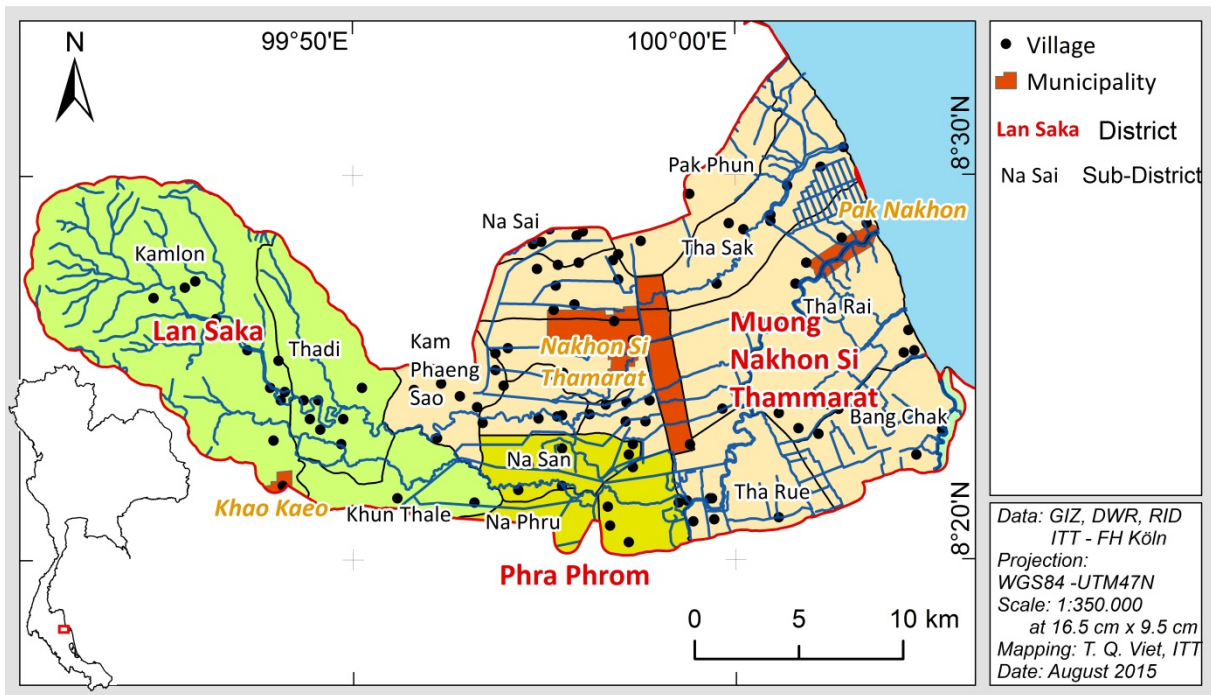 N
99°50'E
100°00'E
8°30'N
8°20'N
Pak Phun
Pak Nakhon
Na Sai
Tha Sak
Kamlon
Tha Rai
Lan Saka
Thadi
Kam
Phaeng
Sao
Nakhon Si
Thamarat
Muong
Nakhon Si
Thammarat
Bang Chak
Na San
Khao Kaeo
Khun Thale
Na Phru
Tha Rue
Phra Phrom
0 5 10 km
Village
Municipality
Lan Saka District
Na Sai Sub-District
Data: GIZ, DWR, RID
ITT - FH Köln
Projection:
WGS84 -UTM47N
Scale: 1:350.000
at 16.5 cm x 9.5 cm
Mapping: T. Q. Viet, ITT
Date: August 2015